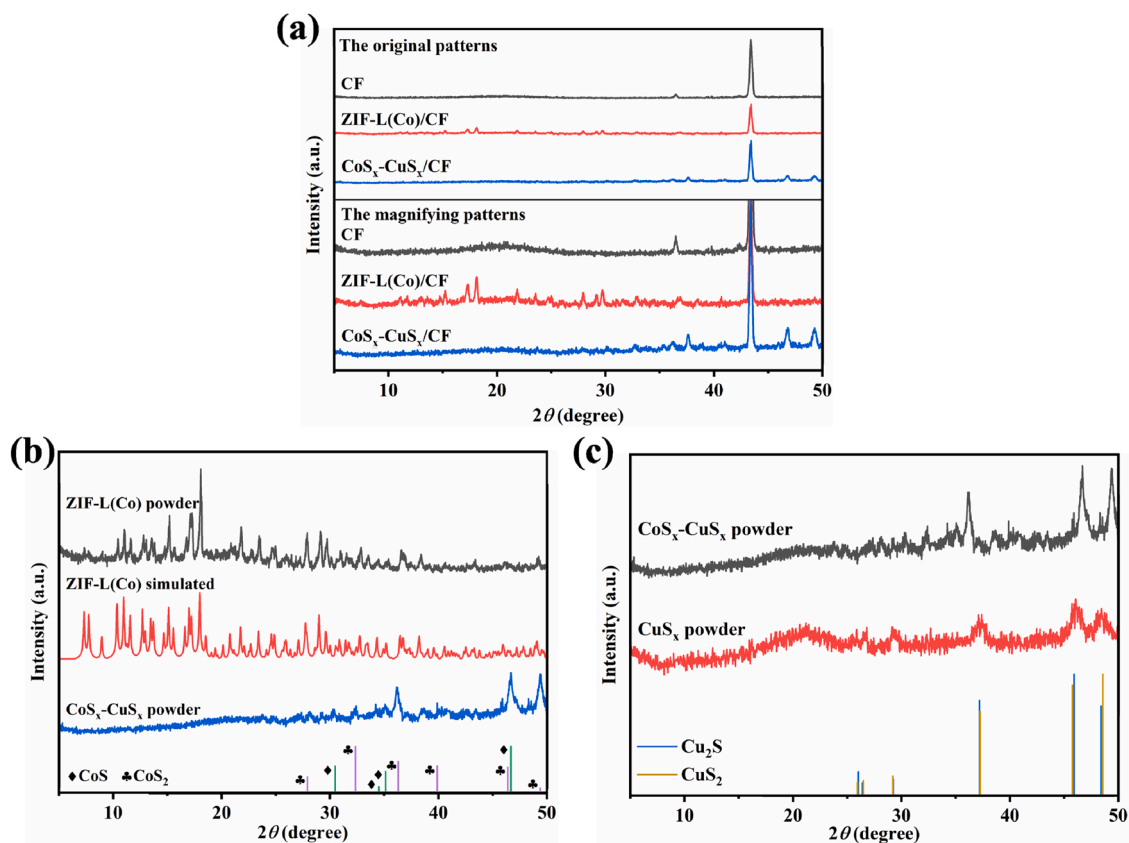 (a)
The original patterns
CF
ZIF-L(Co)/CF
CoSₓ-CuSₓ/CF
The magnifying patterns
CF
ZIF-L(Co)/CF
CoSₓ-CuSₓ/CF
Intensity (a.u.)
10 20 30 40 50
2θ (degree)
(b)
ZIF-L(Co) powder
ZIF-L(Co) simulated
CoSₓ-CuSₓ powder
♦CoS ♣CoS₂
Intensity (a.u.)
10 20 30 40 50
2θ (degree)
(c)
CoSₓ-CuSₓ powder
CuSₓ powder
Cu₂S
CuS₂
Intensity (a.u.)
10 20 30 40 50
2θ (degree)